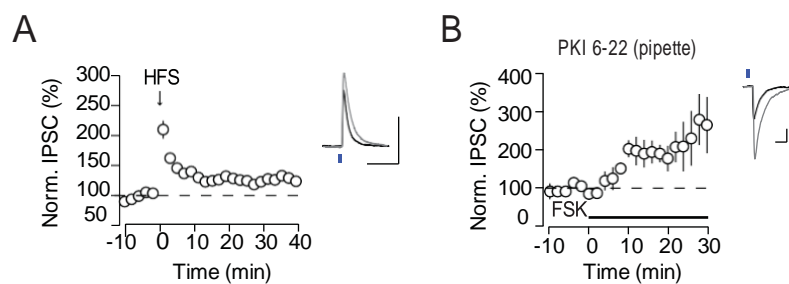 A
Norm. IPSC (%)
300
250
200
150
100
50
HFS
-10 0 10 20 30 40
Time (min)
B
PKI 6-22 (pipette)
Norm. IPSC (%)
400
300
200
100
0
FSK
-10 0 10 20 30
Time (min)